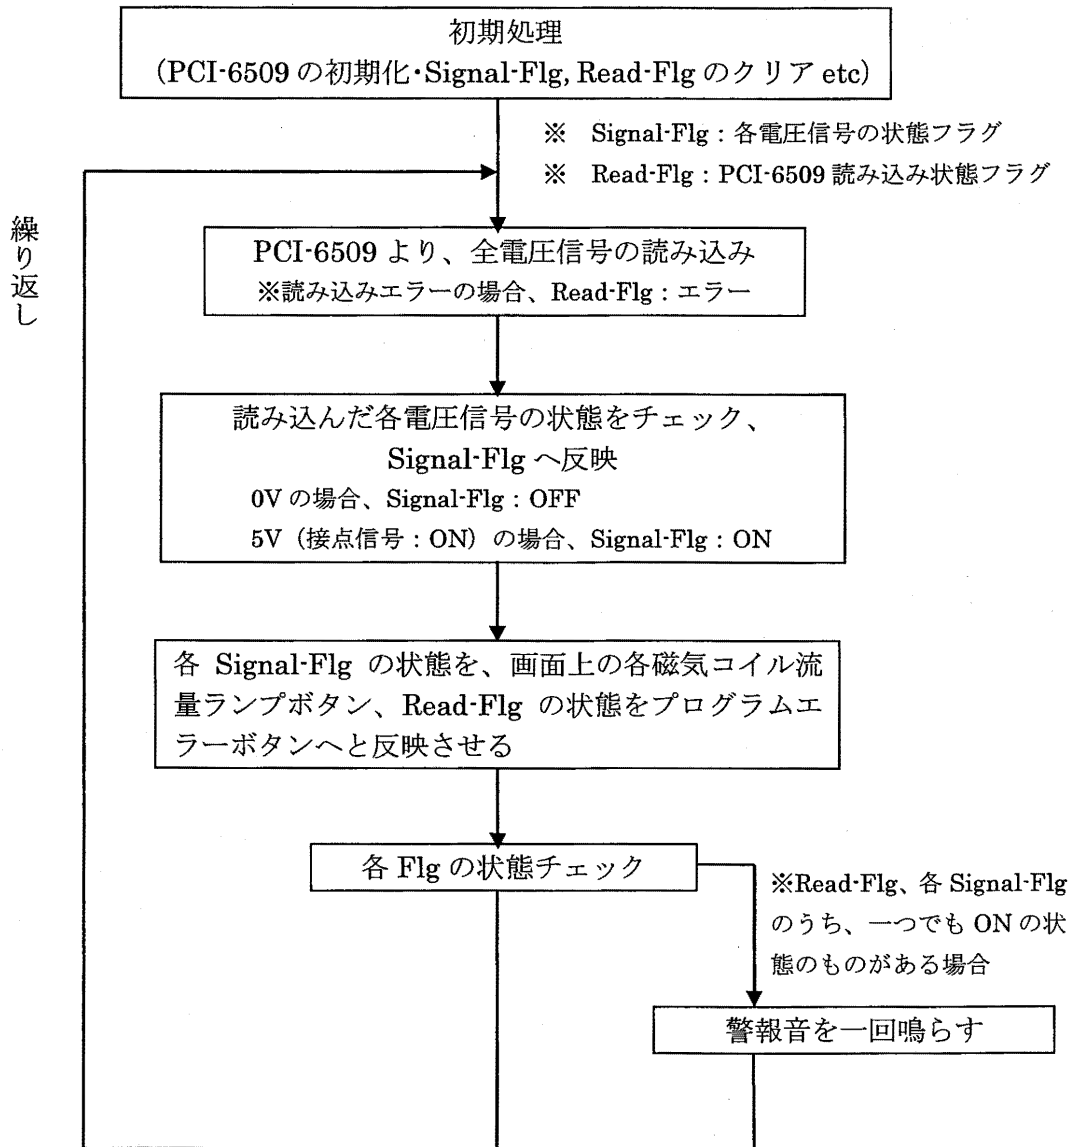 初期処理
(PCI-6509 の初期化･Signal-Flg, Read-Flg のクリア etc)
※ Signal-Flg : 各電圧信号の状態フラグ
※ Read-Flg : PCI-6509 読み込み状態フラグ
繰り返し
PCI-6509 より、全電圧信号の読み込み
※読み込みエラーの場合、Read-Flg : エラー
読み込んだ各電圧信号の状態をチェック、
Signal-Flg へ反映
0V の場合、Signal-Flg : OFF
5V（接点信号 : ON）の場合、Signal-Flg : ON
各 Signal-Flg の状態を、画面上の各磁気コイル流
量ランプボタン、Read-Flg の状態をプログラムエ
ラーボタンへと反映させる
各 Flg の状態チェック
※Read-Flg、各 Signal-Flg
のうち、一つでも ON の状
態のものがある場合
警報音を一回鳴らす